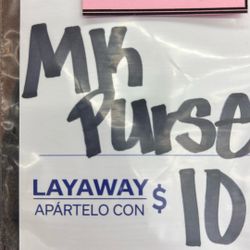 MK
Purse
LAYAWAY
APÁRTELO CON $ 10